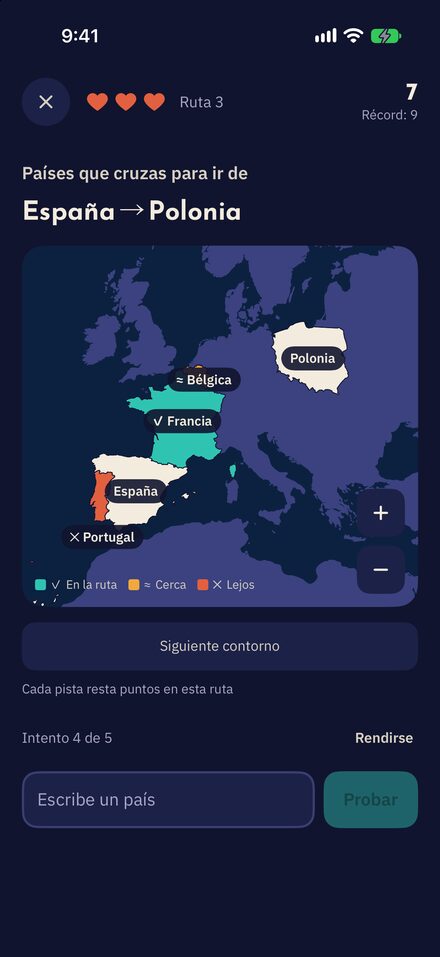 9:41
Ruta 3
7
Récord: 9
Países que cruzas para ir de
España → Polonia
Polonia
≈ Bélgica
✓ Francia
España
✕ Portugal
+
−
✓ En la ruta ≈ Cerca ✕ Lejos
Siguiente contorno
Cada pista resta puntos en esta ruta
Intento 4 de 5
Rendirse
Escribe un país
Probar